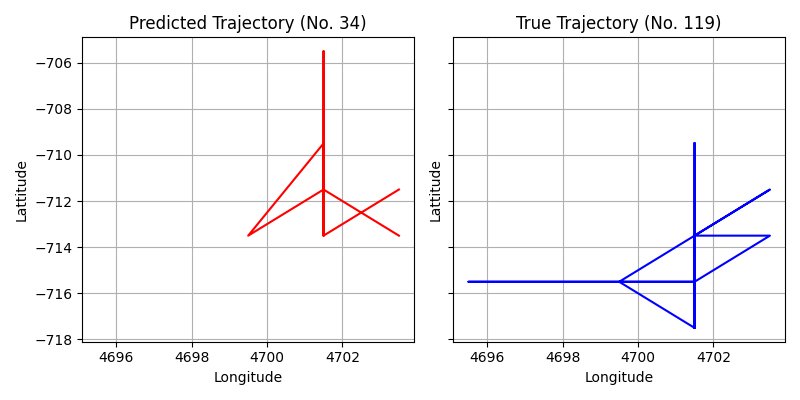 Predicted Trajectory (No. 34)
True Trajectory (No. 119)
−706
−708
−710
−712
−714
−716
−718
Lattitude
Lattitude
4696 4698 4700 4702
4696 4698 4700 4702
Longitude
Longitude